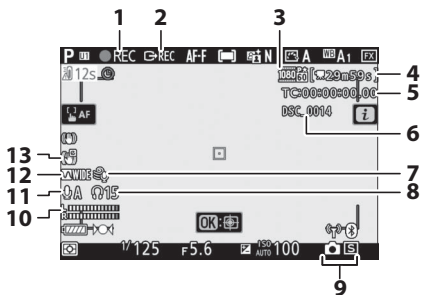 1 2 3 4 5 6 7 8 9 10 11 12 13
P U1 REC REC AF-F N A WB A1 FX
12s 1080 P 60 [29m59s]
TC:00:00:00.00
AF DSC_0014 i
WIDE
A 15
L
R OK:
1/125 F5.6 ISO AUTO 100 S